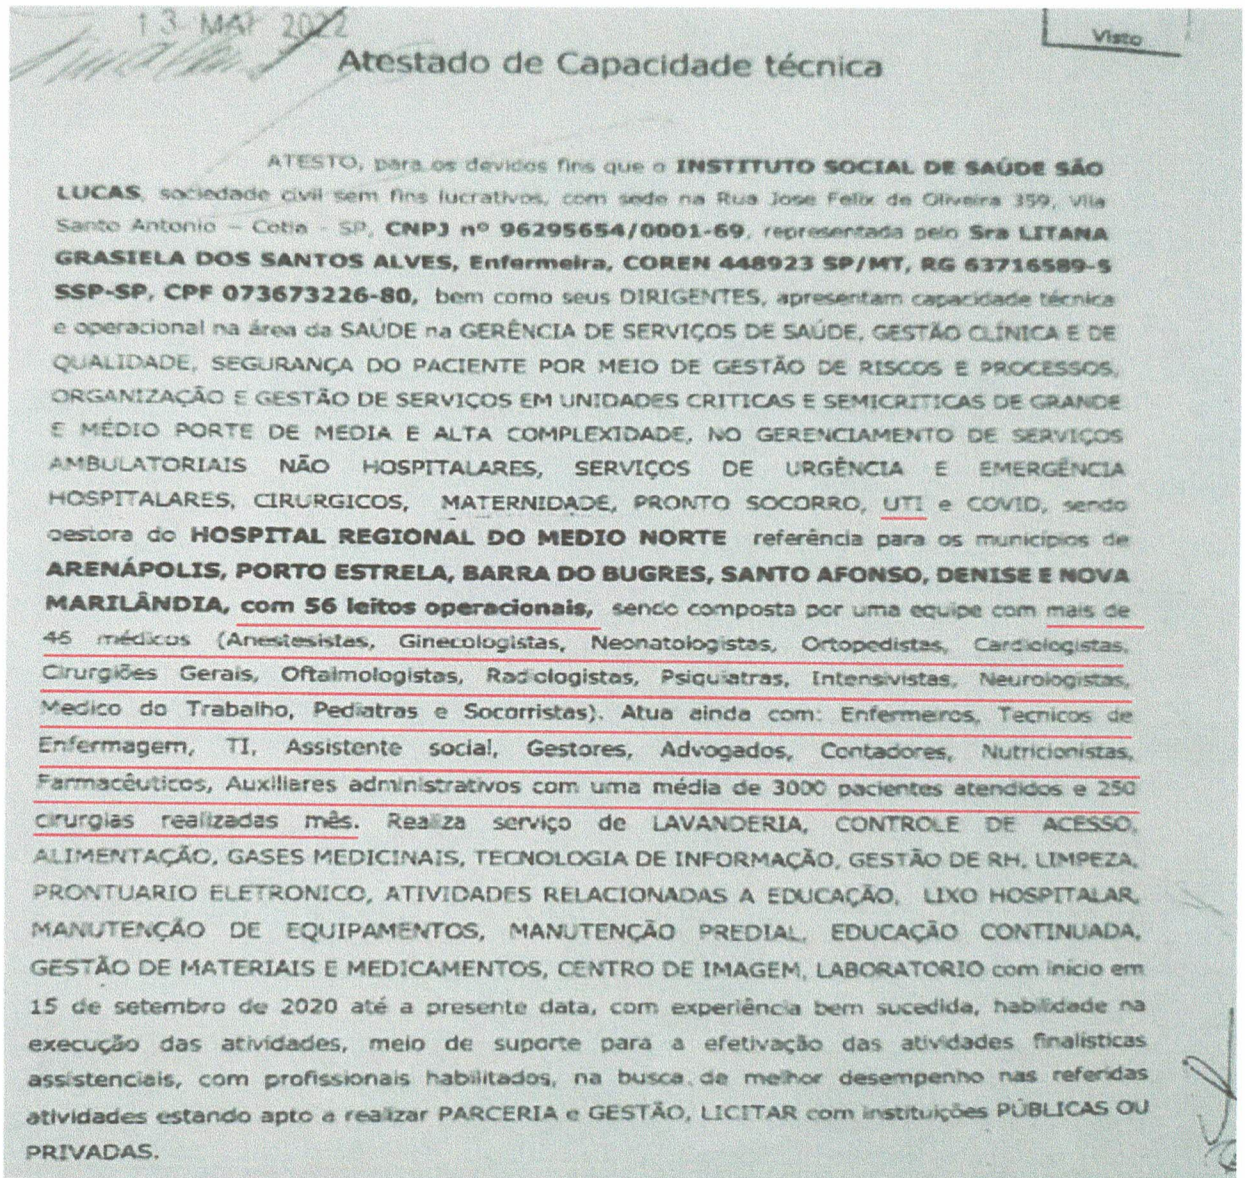 13 MAI 2022
Visto
Atestado de Capacidade técnica
ATESTO, para os devidos fins que o INSTITUTO SOCIAL DE SAÚDE SÃO
LUCAS, sociedade civil sem fins lucrativos, com sede na Rua Jose Felix de Oliveira 359, Vila
Santo Antonio – Cotia - SP, CNPJ nº 96295654/0001-69, representada pelo Sra LITANA
GRASIELA DOS SANTOS ALVES, Enfermeira, COREN 448923 SP/MT, RG 63716589-5
SSP-SP, CPF 073673226-80, bem como seus DIRIGENTES, apresentam capacidade técnica
e operacional na área da SAÚDE na GERÊNCIA DE SERVIÇOS DE SAÚDE, GESTÃO CLÍNICA E DE
QUALIDADE, SEGURANÇA DO PACIENTE POR MEIO DE GESTÃO DE RISCOS E PROCESSOS,
ORGANIZAÇÃO E GESTÃO DE SERVIÇOS EM UNIDADES CRITICAS E SEMICRITICAS DE GRANDE
E MÉDIO PORTE DE MEDIA E ALTA COMPLEXIDADE, NO GERENCIAMENTO DE SERVIÇOS
AMBULATORIAIS NÃO HOSPITALARES, SERVIÇOS DE URGÊNCIA E EMERGÊNCIA
HOSPITALARES, CIRURGICOS, MATERNIDADE, PRONTO SOCORRO, UTI e COVID, sendo
gestora do HOSPITAL REGIONAL DO MEDIO NORTE referência para os municípios de
ARENÁPOLIS, PORTO ESTRELA, BARRA DO BUGRES, SANTO AFONSO, DENISE E NOVA
MARILÂNDIA, com 56 leitos operacionais, sendo composta por uma equipe com mais de
46 médicos (Anestesistas, Ginecologistas, Neonatologistas, Ortopedistas, Cardiologistas,
Cirurgiões Gerais, Oftalmologistas, Radiologistas, Psiquiatras, Intensivistas, Neurologistas,
Medico do Trabalho, Pediatras e Socorristas). Atua ainda com: Enfermeiros, Tecnicos de
Enfermagem, TI, Assistente social, Gestores, Advogados, Contadores, Nutricionistas,
Farmacêuticos, Auxiliares administrativos com uma média de 3000 pacientes atendidos e 250
cirurgias realizadas mês. Realiza serviço de LAVANDERIA, CONTROLE DE ACESSO,
ALIMENTAÇÃO, GASES MEDICINAIS, TECNOLOGIA DE INFORMAÇÃO, GESTÃO DE RH, LIMPEZA,
PRONTUARIO ELETRONICO, ATIVIDADES RELACIONADAS A EDUCAÇÃO, LIXO HOSPITALAR,
MANUTENÇÃO DE EQUIPAMENTOS, MANUTENÇÃO PREDIAL, EDUCAÇÃO CONTINUADA,
GESTÃO DE MATERIAIS E MEDICAMENTOS, CENTRO DE IMAGEM, LABORATORIO com inicio em
15 de setembro de 2020 até a presente data, com experiência bem sucedida, habilidade na
execução das atividades, meio de suporte para a efetivação das atividades finalísticas
assistenciais, com profissionais habilitados, na busca de melhor desempenho nas referidas
atividades estando apto a realizar PARCERIA e GESTÃO, LICITAR com instituições PÚBLICAS OU
PRIVADAS.